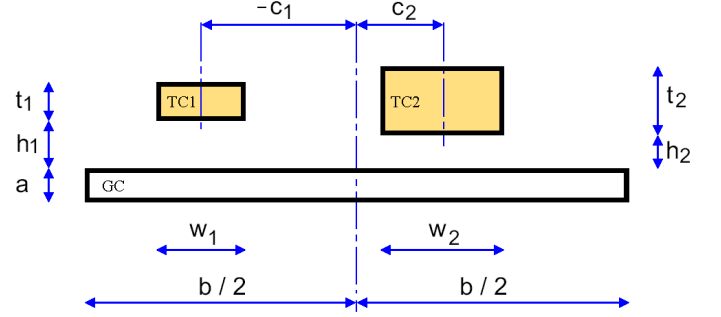 -c₁ c₂
t₁ TC1 TC2 t₂
h₁ h₂
a GC
w₁ w₂
b / 2 b / 2